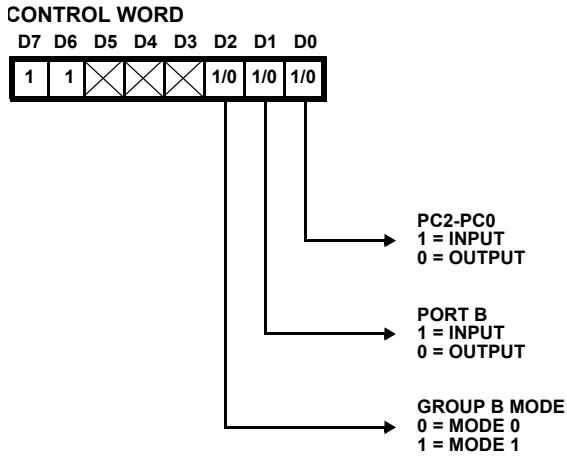 CONTROL WORD
D7 D6 D5 D4 D3 D2 D1 D0
1 1 1/0 1/0 1/0
PC2-PC0
1 = INPUT
0 = OUTPUT
PORT B
1 = INPUT
0 = OUTPUT
GROUP B MODE
0 = MODE 0
1 = MODE 1